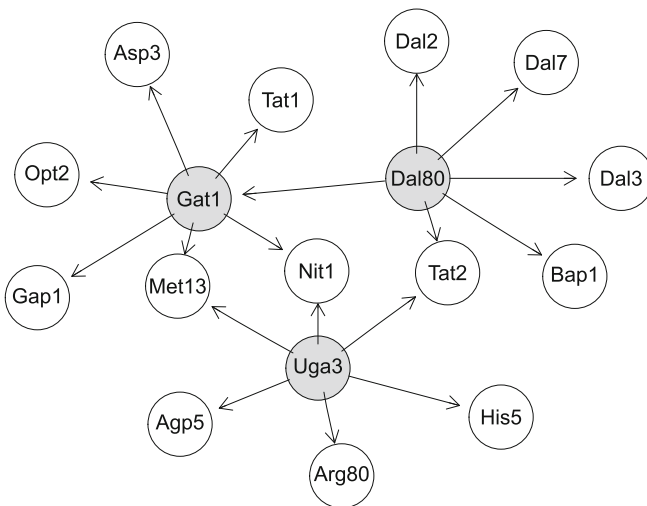 Dal2
Asp3
Dal7
Tat1
Opt2
Gat1
Dal80
Dal3
Gap1
Met13
Nit1
Tat2
Bap1
Uga3
Agp5
His5
Arg80